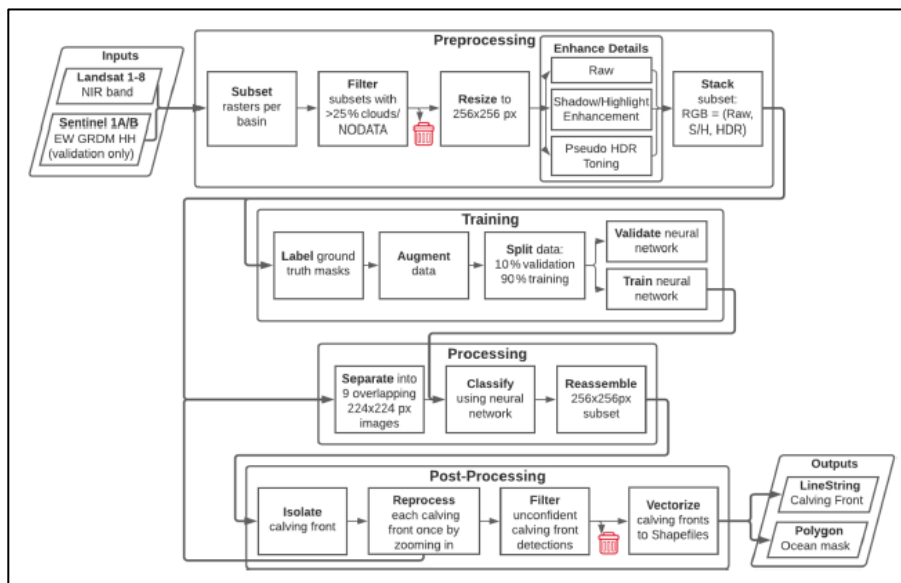 Preprocessing
Inputs
Landsat 1-8
NIR band
Sentinel 1A/B
EW GRDM HH
(validation only)
Subset
rasters per
basin
Filter
subsets with
>25% clouds/
NODATA
Resize to
256x256 px
Enhance Details
Raw
Shadow/Highlight
Enhancement
Pseudo HDR
Toning
Stack
subset:
RGB = (Raw,
S/H, HDR)
Training
Label ground
truth masks
Augment
data
Split data:
10% validation
90% training
Validate neural
network
Train neural
network
Processing
Separate into
9 overlapping
224x224 px
images
Classify
using neural
network
Reassemble
256x256px
subset
Post-Processing
Isolate
calving front
Reprocess
each calving
front once by
zooming in
Filter
unconfident
calving front
detections
Vectorize
calving fronts
to Shapefiles
Outputs
LineString
Calving Front
Polygon
Ocean mask